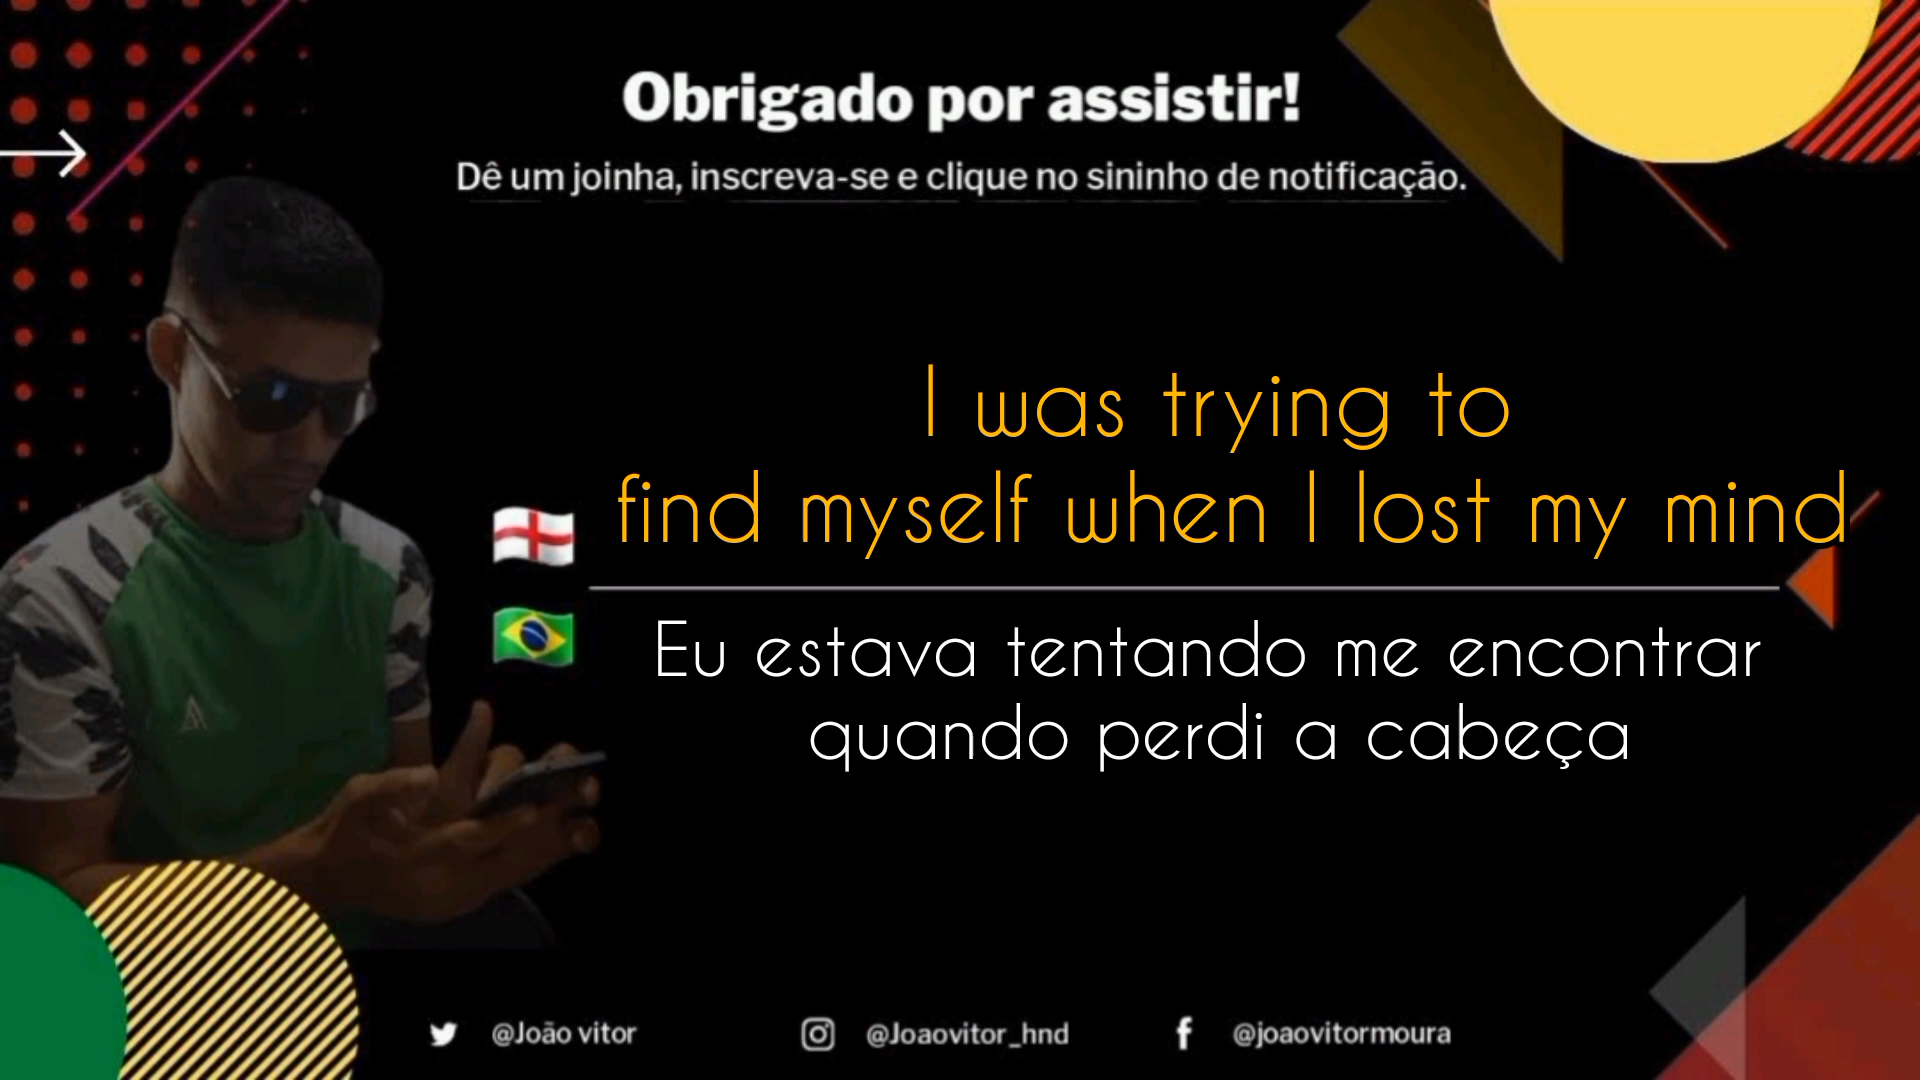 Obrigado por assistir!
Dê um joinha, inscreva-se e clique no sininho de notificação.
I was trying to
find myself when I lost my mind
Eu estava tentando me encontrar
quando perdi a cabeça
@João vitor
@Joaovitor_hnd
@joaovitormoura